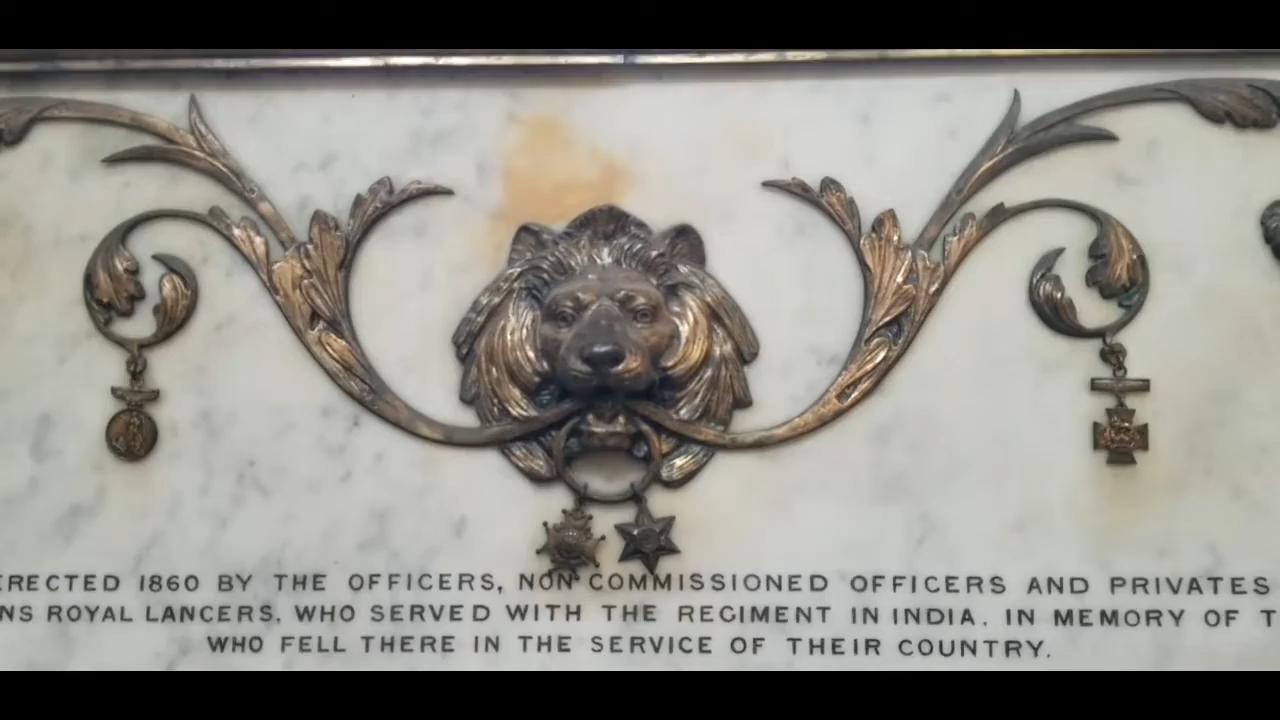 ERECTED 1860 BY THE OFFICERS, NON COMMISSIONED OFFICERS AND PRIVATES
NS ROYAL LANCERS, WHO SERVED WITH THE REGIMENT IN INDIA. IN MEMORY OF T
WHO FELL THERE IN THE SERVICE OF THEIR COUNTRY.